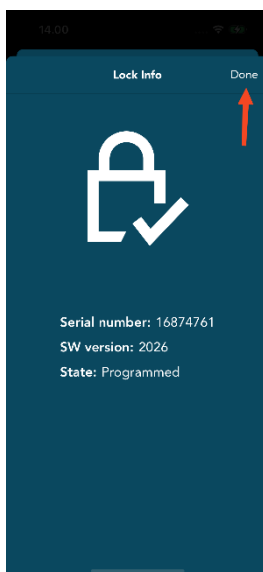 14.00
Lock Info
Done
Serial number: 16874761
SW version: 2026
State: Programmed